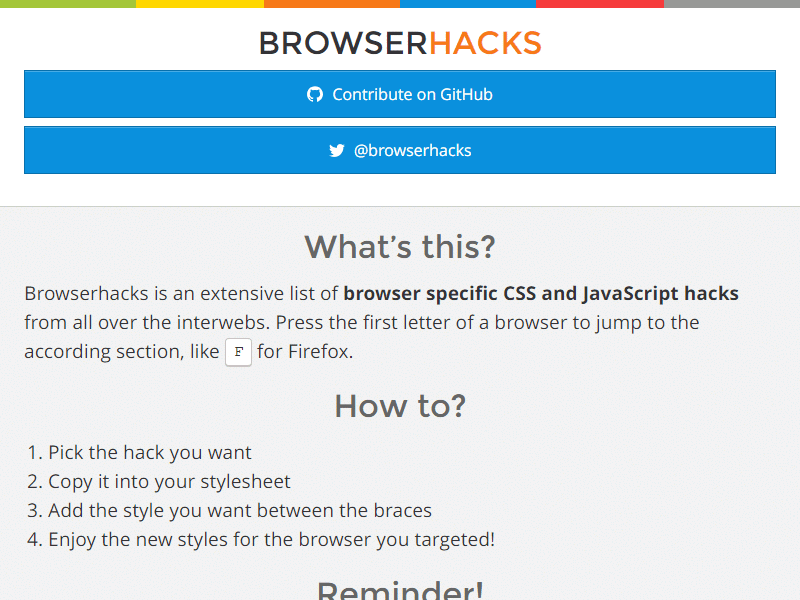 BROWSERHACKS
Contribute on GitHub
@browserhacks
What’s this?
Browserhacks is an extensive list of browser specific CSS and JavaScript hacks
from all over the interwebs. Press the first letter of a browser to jump to the
according section, like F for Firefox.
How to?
1. Pick the hack you want
2. Copy it into your stylesheet
3. Add the style you want between the braces
4. Enjoy the new styles for the browser you targeted!
Reminder!